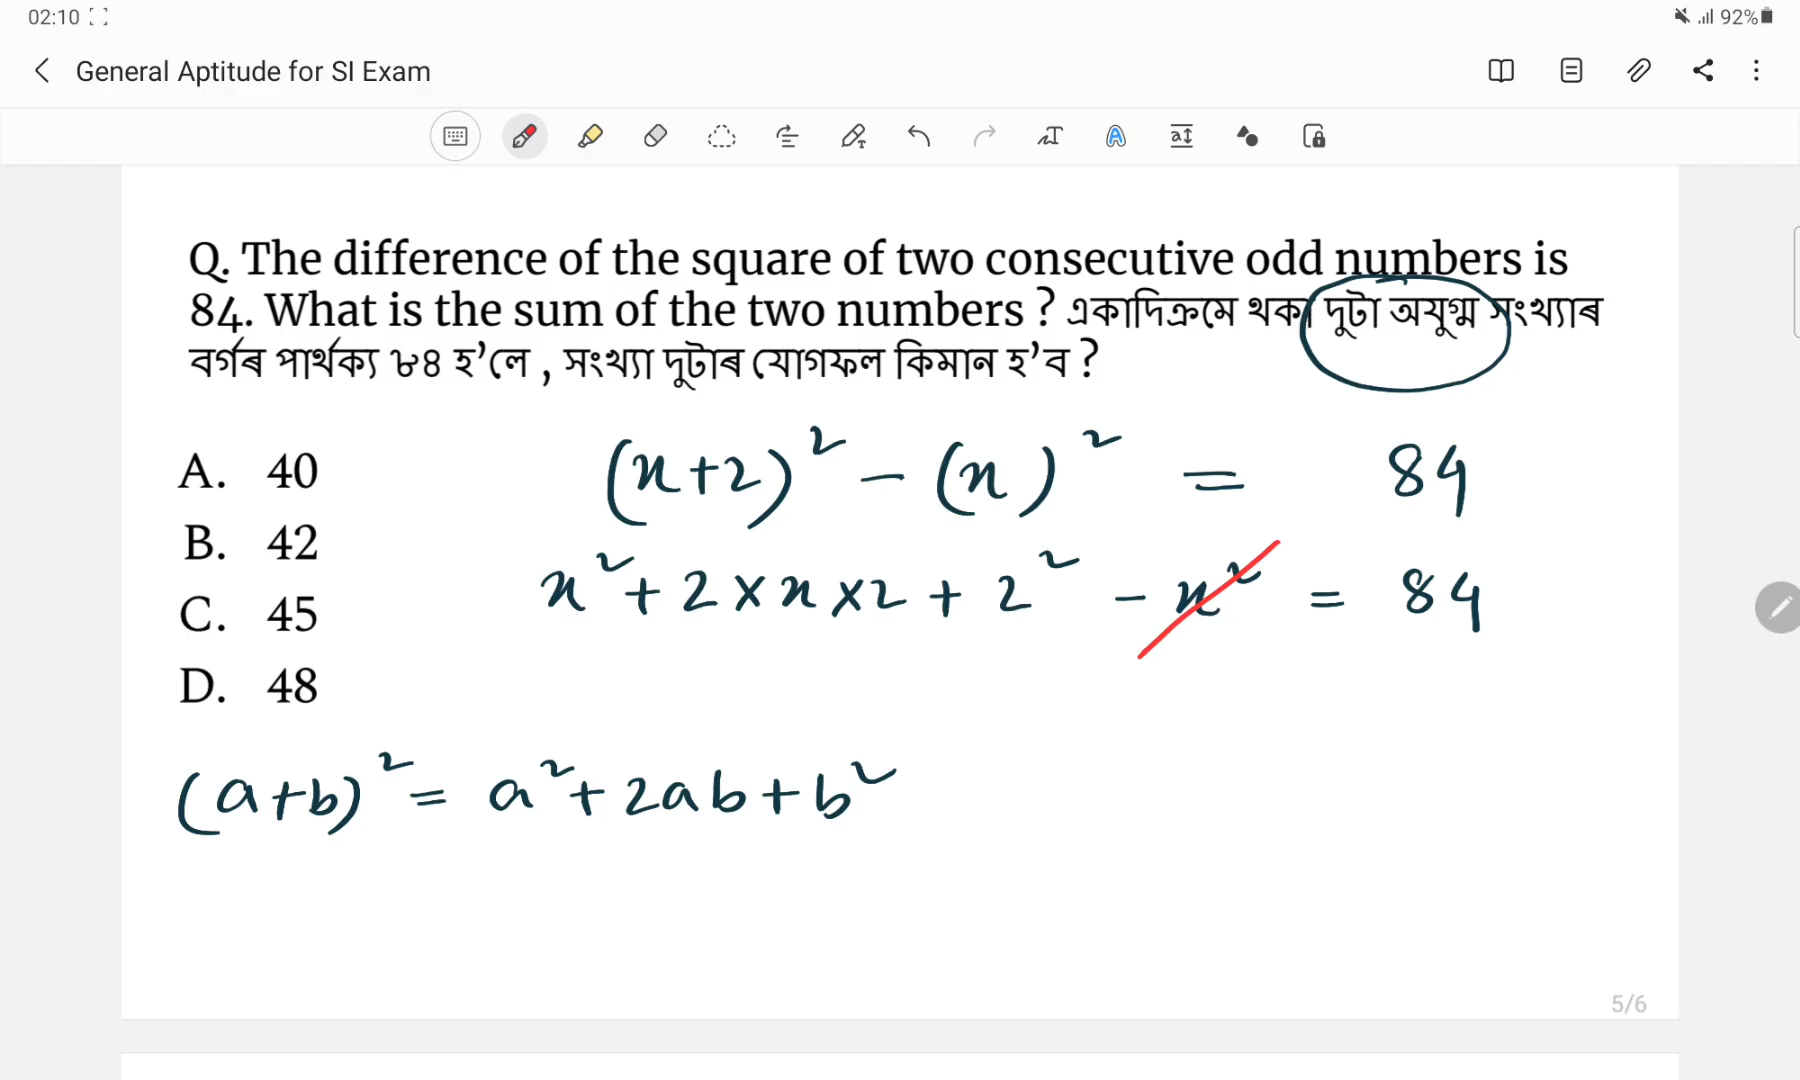 02:10
92%
General Aptitude for SI Exam
Q. The difference of the square of two consecutive odd numbers is
84. What is the sum of the two numbers ? একাদিক্ৰমে থকা দুটা অযুগ্ম সংখ্যাৰ
বৰ্গৰ পাৰ্থক্য ৮৪ হ’লে , সংখ্যা দুটাৰ যোগফল কিমান হ’ব ?
A. 40
B. 42
C. 45
D. 48
(x+2)² − (x)² = 84
x² + 2 × x × 2 + 2² − x² = 84
(a+b)² = a² + 2ab + b²
5/6